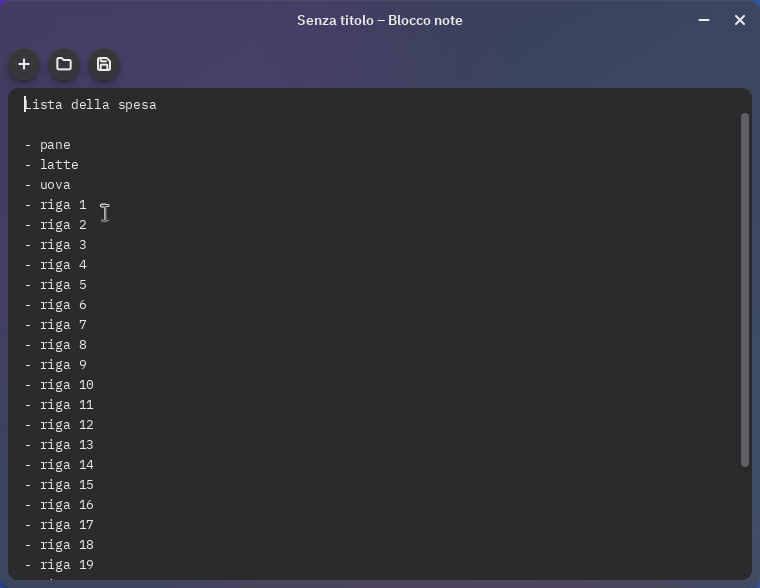 Senza titolo – Blocco note
Lista della spesa
- pane
- latte
- uova
- riga 1
- riga 2
- riga 3
- riga 4
- riga 5
- riga 6
- riga 7
- riga 8
- riga 9
- riga 10
- riga 11
- riga 12
- riga 13
- riga 14
- riga 15
- riga 16
- riga 17
- riga 18
- riga 19